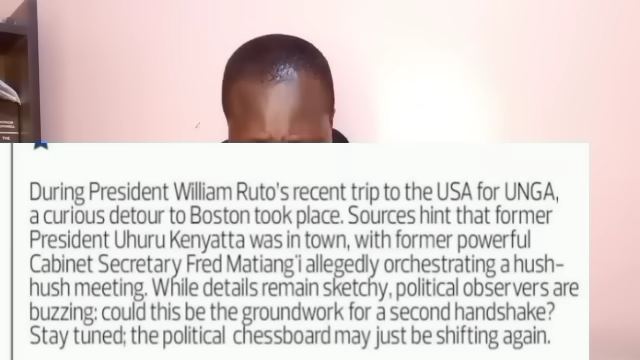 During President William Ruto's recent trip to the USA for UNGA,
a curious detour to Boston took place. Sources hint that former
President Uhuru Kenyatta was in town, with former powerful
Cabinet Secretary Fred Matiang'i allegedly orchestrating a hush-
hush meeting. While details remain sketchy, political observers are
buzzing: could this be the groundwork for a second handshake?
Stay tuned; the political chessboard may just be shifting again.